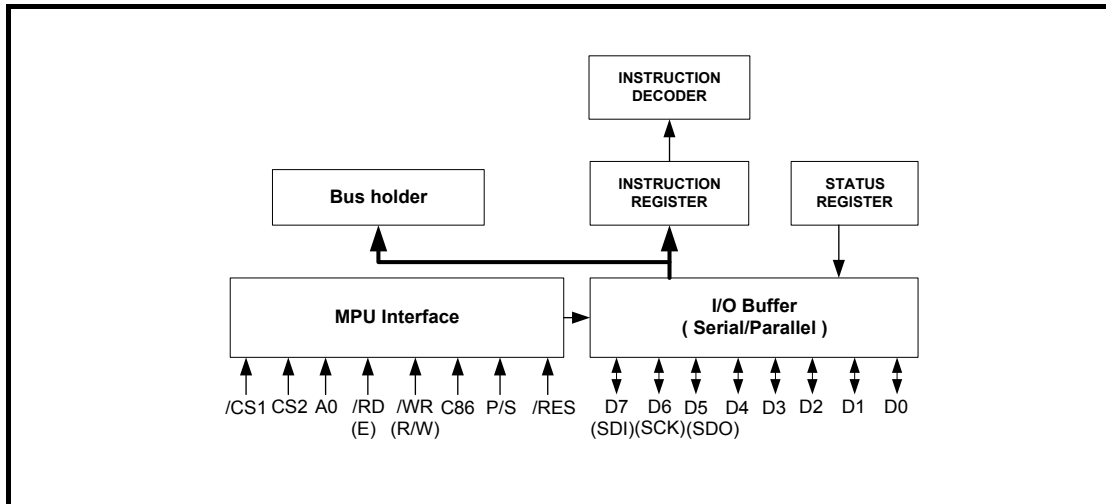 INSTRUCTION
DECODER
Bus holder
INSTRUCTION
REGISTER
STATUS
REGISTER
MPU Interface
I/O Buffer
( Serial/Parallel )
/CS1 CS2 A0 /RD /WR C86 P/S /RES D7 D6 D5 D4 D3 D2 D1 D0
(E) (R/W) (SDI) (SCK) (SDO)